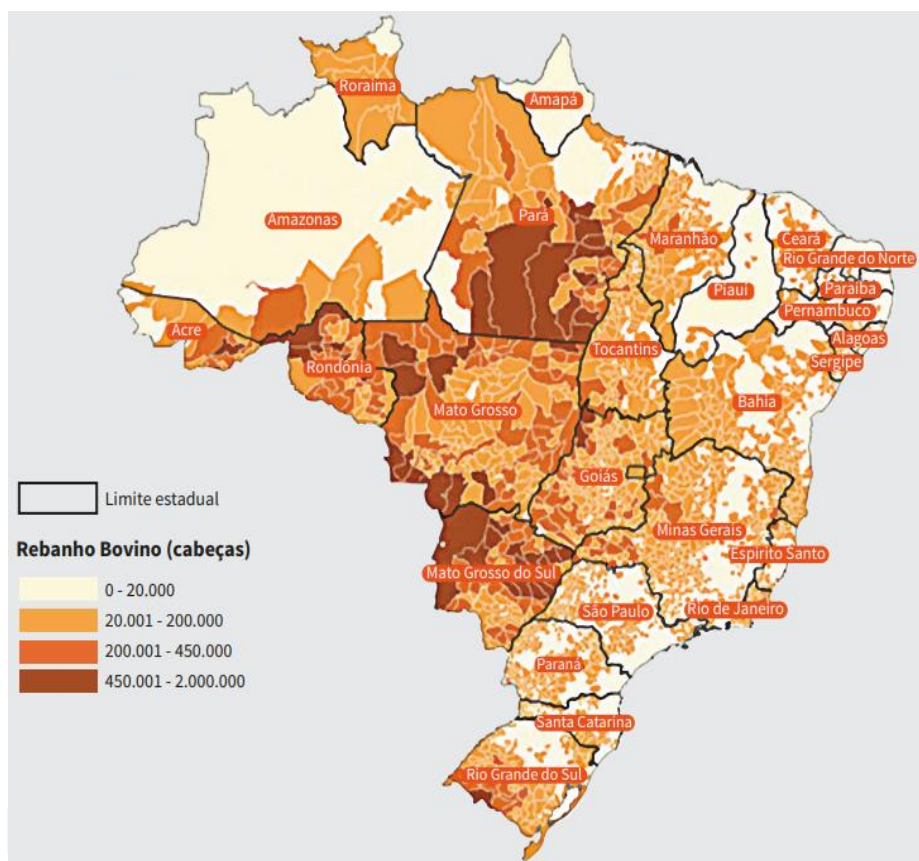 Roraima
Amapá
Amazonas
Pará
Maranhão
Ceará
Rio Grande do Norte
Piauí
Paraíba
Pernambuco
Acre
Alagoas
Rondônia
Tocantins
Sergipe
Mato Grosso
Bahia
Goiás
Limite estadual
Minas Gerais
Rebanho Bovino (cabeças)
Espírito Santo
Mato Grosso do Sul
0 - 20.000
São Paulo
Rio de Janeiro
20.001 - 200.000
200.001 - 450.000
Paraná
450.001 - 2.000.000
Santa Catarina
Rio Grande do Sul